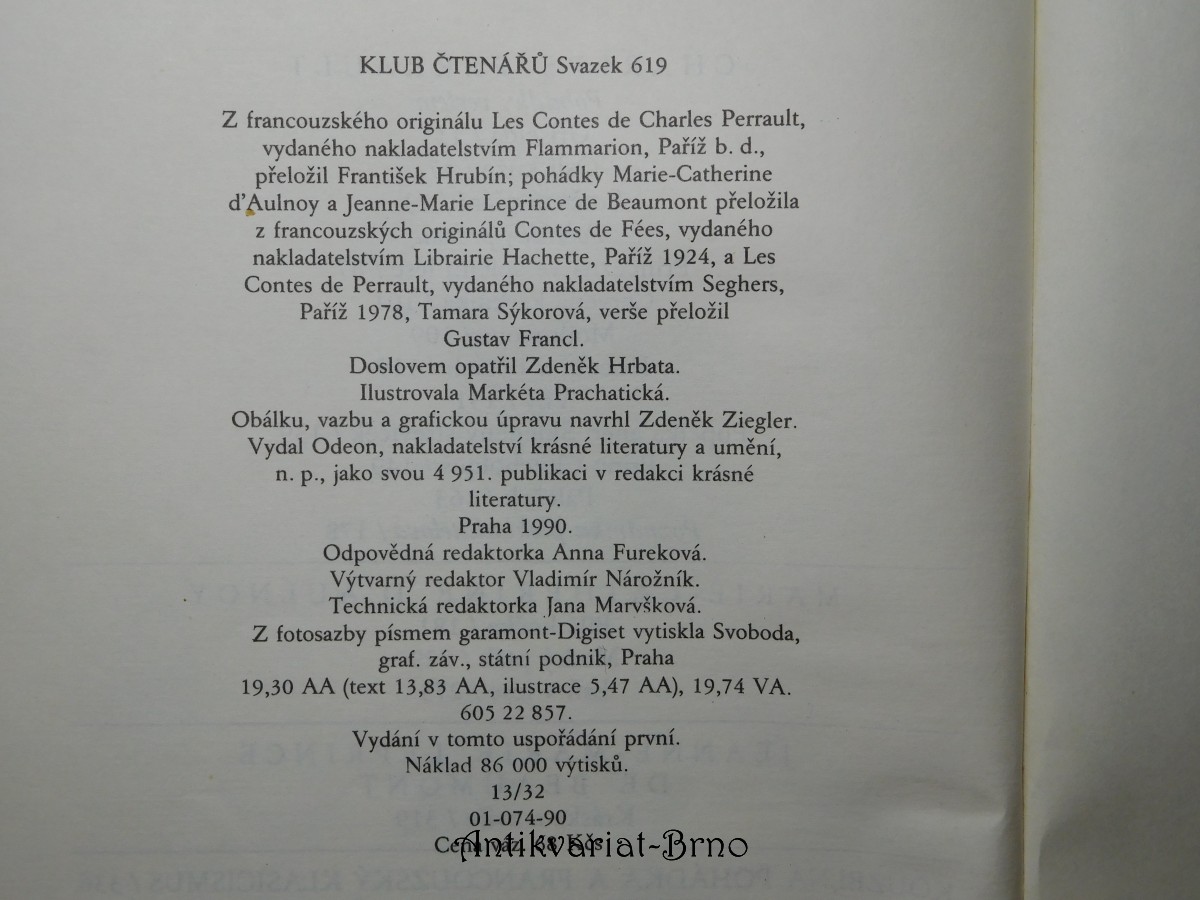 KLUB ČTENÁŘŮ Svazek 619
Z francouzského originálu Les Contes de Charles Perrault,
vydaného nakladatelstvím Flammarion, Paříž b. d.,
přeložil František Hrubín; pohádky Marie-Catherine
d'Aulnoy a Jeanne-Marie Leprince de Beaumont přeložila
z francouzských originálů Contes de Fées, vydaného
nakladatelstvím Librairie Hachette, Paříž 1924, a Les
Contes de Perrault, vydaného nakladatelstvím Seghers,
Paříž 1978, Tamara Sýkorová, verše přeložil
Gustav Francl.
Doslovem opatřil Zdeněk Hrbata.
Ilustrovala Markéta Prachatická.
Obálku, vazbu a grafickou úpravu navrhl Zdeněk Ziegler.
Vydal Odeon, nakladatelství krásné literatury a umění,
n. p., jako svou 4 951. publikaci v redakci krásné
literatury.
Praha 1990.
Odpovědná redaktorka Anna Fureková.
Výtvarný redaktor Vladimír Nárožník.
Technická redaktorka Jana Marvšková.
Z fotosazby písmem garamont-Digiset vytiskla Svoboda,
graf. záv., státní podnik, Praha
19,30 AA (text 13,83 AA, ilustrace 5,47 AA), 19,74 VA.
605 22 857.
Vydání v tomto uspořádání první.
Náklad 86 000 výtisků.
13/32
01-074-90
Cena váz. Kčs
Antikvariat-Brno